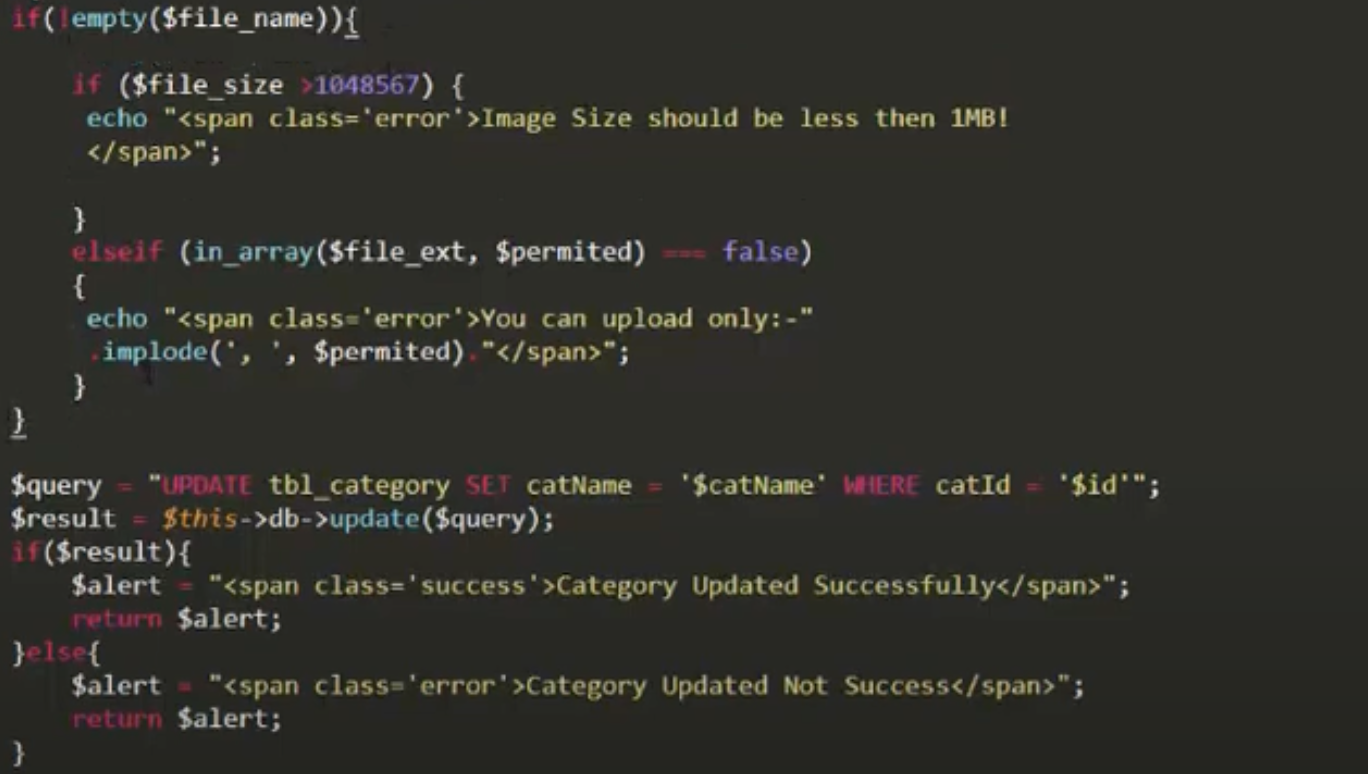 if(!empty($file_name)){
if ($file_size >1048567) {
echo "<span class='error'>Image Size should be less then 1MB!
</span>";
}
elseif (in_array($file_ext, $permited) === false)
{
echo "<span class='error'>You can upload only:-"
.implode(', ', $permited)."</span>";
}
}
$query = "UPDATE tbl_category SET catName = '$catName' WHERE catId = '$id'";
$result = $this->db->update($query);
if($result){
$alert = "<span class='success'>Category Updated Successfully</span>";
return $alert;
}else{
$alert = "<span class='error'>Category Updated Not Success</span>";
return $alert;
}